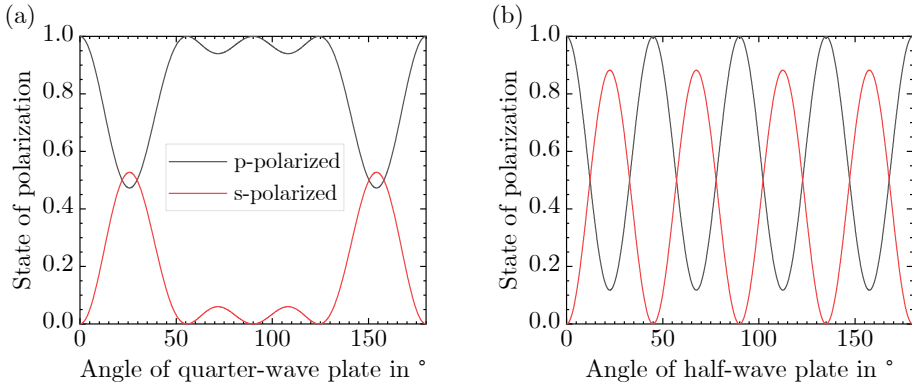 (a)
State of polarization
1.0
0.8
0.6
0.4
0.2
0.0
p-polarized
s-polarized
0 50 100 150
Angle of quarter-wave plate in °
(b)
State of polarization
1.0
0.8
0.6
0.4
0.2
0.0
0 50 100 150
Angle of half-wave plate in °